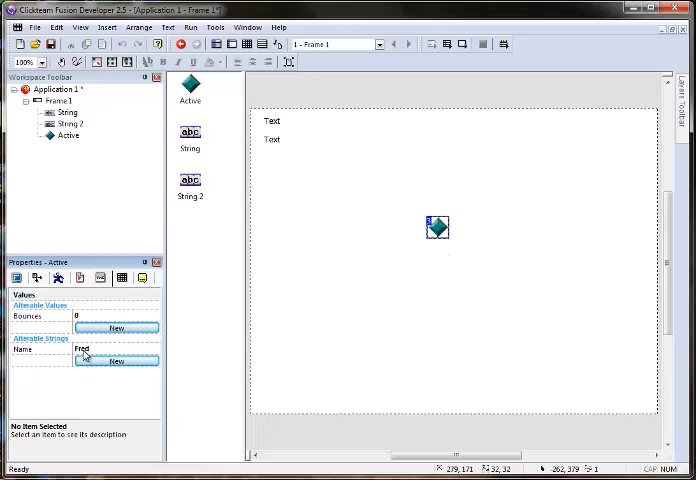 Clickteam Fusion Developer 2.5 - [Application 1 - Frame 1*]
File Edit View Insert Arrange Text Run Tools Window Help
1 - Frame 1
100%
Workspace Toolbar
Application 1 *
Frame 1
String
String 2
Active
Properties - Active
Values
Alterable Values
Bounces 0
New
Alterable Strings
Name Fred
New
No Item Selected
Select an item to see its description
Active
abc
String
abc
String 2
Text
Text
Layers Toolbar
Ready
279, 171
32, 32
-262, 379
1
CAP NUM